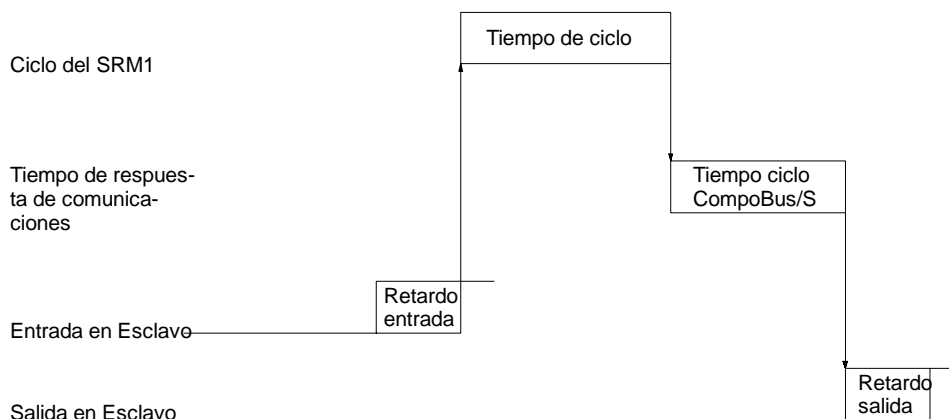 Tiempo de ciclo
Ciclo del SRM1
Tiempo de respues-
ta de comunica-
ciones
Tiempo ciclo
CompoBus/S
Retardo
entrada
Entrada en Esclavo
Retardo
salida
Salida en Esclavo